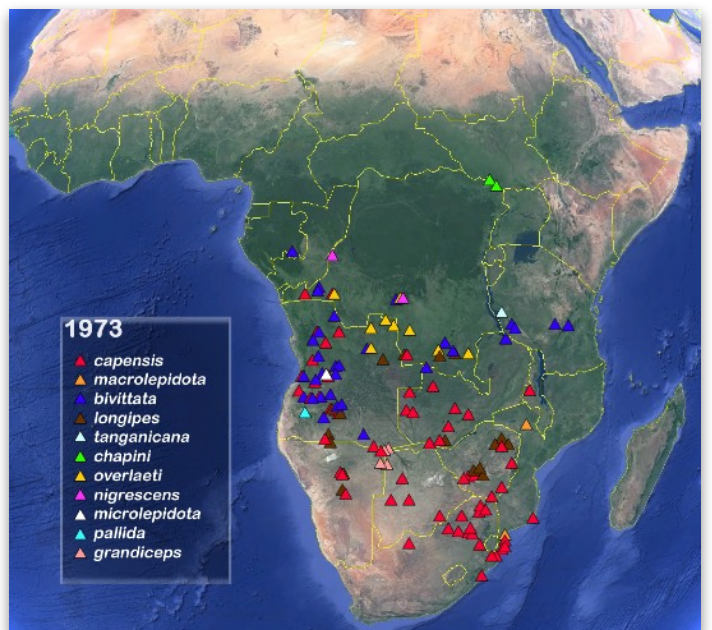 1973
capensis
macrolepidota
bivittata
longipes
tanganicana
chapini
overlaeti
nigrescens
microlepidota
pallida
grandiceps